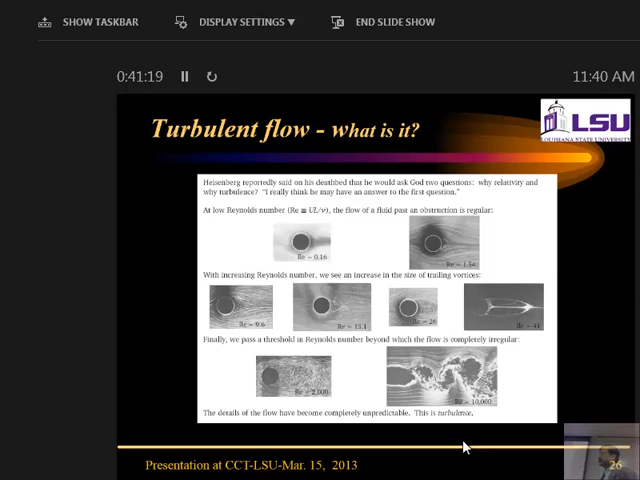 SHOW TASKBAR DISPLAY SETTINGS ▼ END SLIDE SHOW
0:41:19 11:40 AM
Turbulent flow - what is it?
LSU
LOUISIANA STATE UNIVERSITY
Heisenberg reportedly said on his deathbed that he would ask God two questions: why relativity and
why turbulence? "I really think he may have an answer to the first question."
At low Reynolds number (Re ≡ UL/ν), the flow of a fluid past an obstruction is regular:
Re = 0.16 Re = 1.54
With increasing Reynolds number, we see an increase in the size of trailing vortices:
Re = 9.6 Re = 13.1 Re = 26 Re = 41
Finally, we pass a threshold in Reynolds number beyond which the flow is completely irregular:
Re = 2,000 Re = 10,000
The details of the flow have become completely unpredictable. This is turbulence.
Presentation at CCT-LSU-Mar. 15, 2013 26